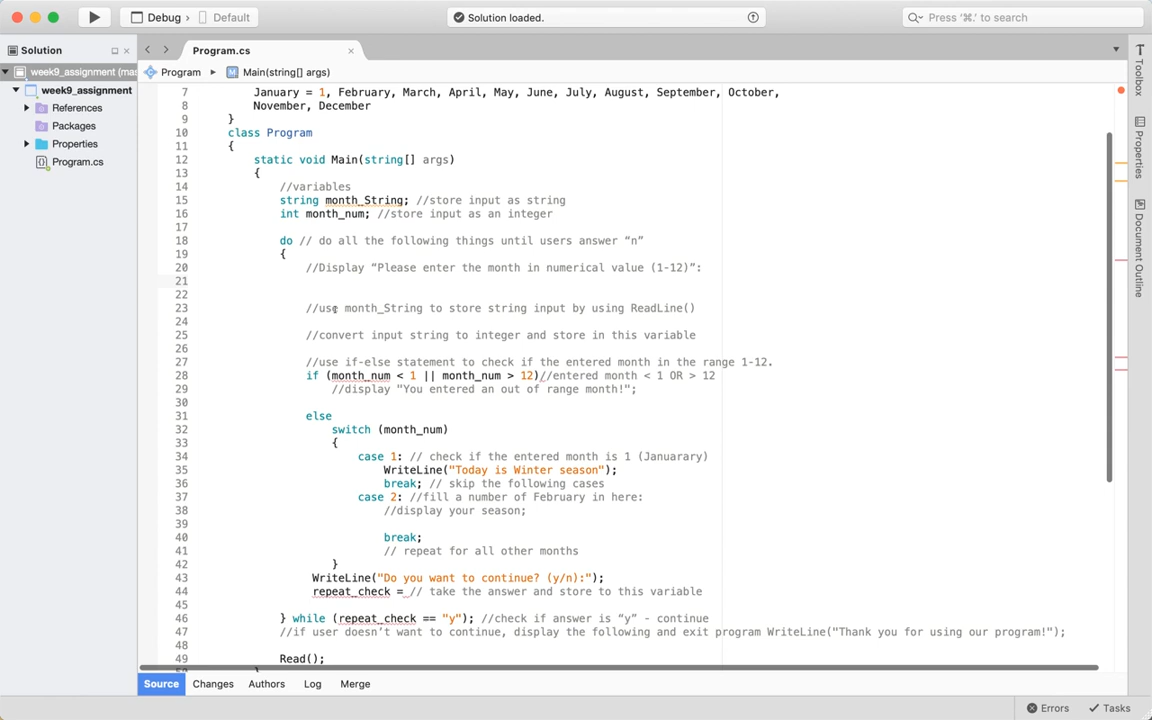 Debug › Default
Solution loaded.
Press '⌘.' to search
Solution
Program.cs
week9_assignment (mas
Program ▸ Main(string[] args)
week9_assignment
References
Packages
Properties
Program.cs
7 January = 1, February, March, April, May, June, July, August, September, October,
8 November, December
9 }
10 class Program
11 {
12 static void Main(string[] args)
13 {
14 //variables
15 string month_String; //store input as string
16 int month_num; //store input as an integer
17
18 do // do all the following things until users answer “n”
19 {
20 //Display “Please enter the month in numerical value (1-12)”:
21
22
23 //use month_String to store string input by using ReadLine()
24
25 //convert input string to integer and store in this variable
26
27 //use if-else statement to check if the entered month in the range 1-12.
28 if (month_num < 1 || month_num > 12)//entered month < 1 OR > 12
29 //display "You entered an out of range month!";
30
31 else
32 switch (month_num)
33 {
34 case 1: // check if the entered month is 1 (Januarary)
35 WriteLine("Today is Winter season");
36 break; // skip the following cases
37 case 2: //fill a number of February in here:
38 //display your season;
39
40 break;
41 // repeat for all other months
42 }
43 WriteLine("Do you want to continue? (y/n):");
44 repeat_check = // take the answer and store to this variable
45
46 } while (repeat_check == "y"); //check if answer is “y” - continue
47 //if user doesn’t want to continue, display the following and exit program WriteLine("Thank you for using our program!");
48
49 Read();
Toolbox
Properties
Document Outline
Source Changes Authors Log Merge
Errors Tasks